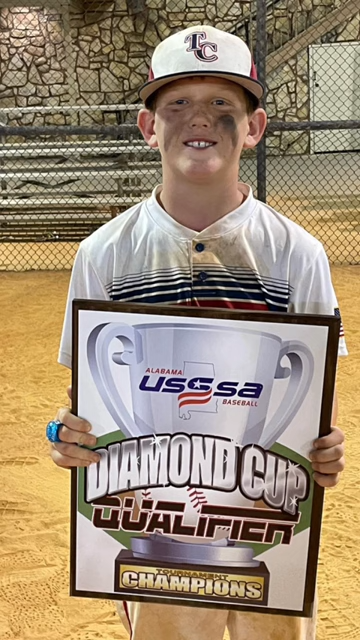 TC
ALABAMA
USSSA
BASEBALL
DIAMOND CUP
QUALIFIER
TOURNAMENT
CHAMPIONS